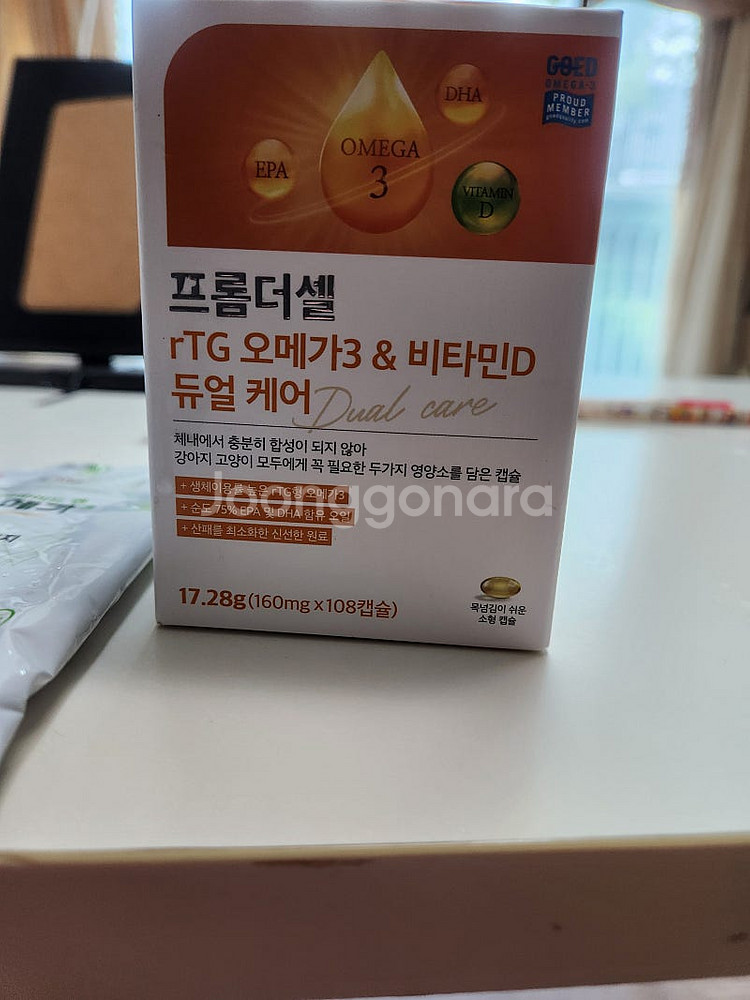 GOED
OMEGA-3
PROUD
MEMBER
goedquality.com
DHA
OMEGA
3
EPA
VITAMIN
D
프롬더셀
rTG 오메가3 & 비타민D
듀얼 케어
Dual care
체내에서 충분히 합성이 되지 않아
강아지 고양이 모두에게 꼭 필요한 두가지 영양소를 담은 캡슐
+ 생체이용률 높은 rTG형 오메가3
+ 순도 75% EPA 및 DHA 함유 오일
+ 산패를 최소화한 신선한 원료
Joonggonara
17.28g(160mg x108캡슐)
목넘김이 쉬운
소형 캡슐